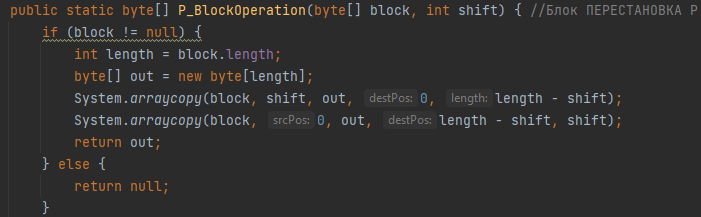 public static byte[] P_BlockOperation(byte[] block, int shift) { //Блок ПЕРЕСТАНОВКА P
if (block != null) {
int length = block.length;
byte[] out = new byte[length];
System.arraycopy(block, shift, out, destPos: 0, length: length - shift);
System.arraycopy(block, srcPos: 0, out, destPos: length - shift, shift);
return out;
} else {
return null;
}